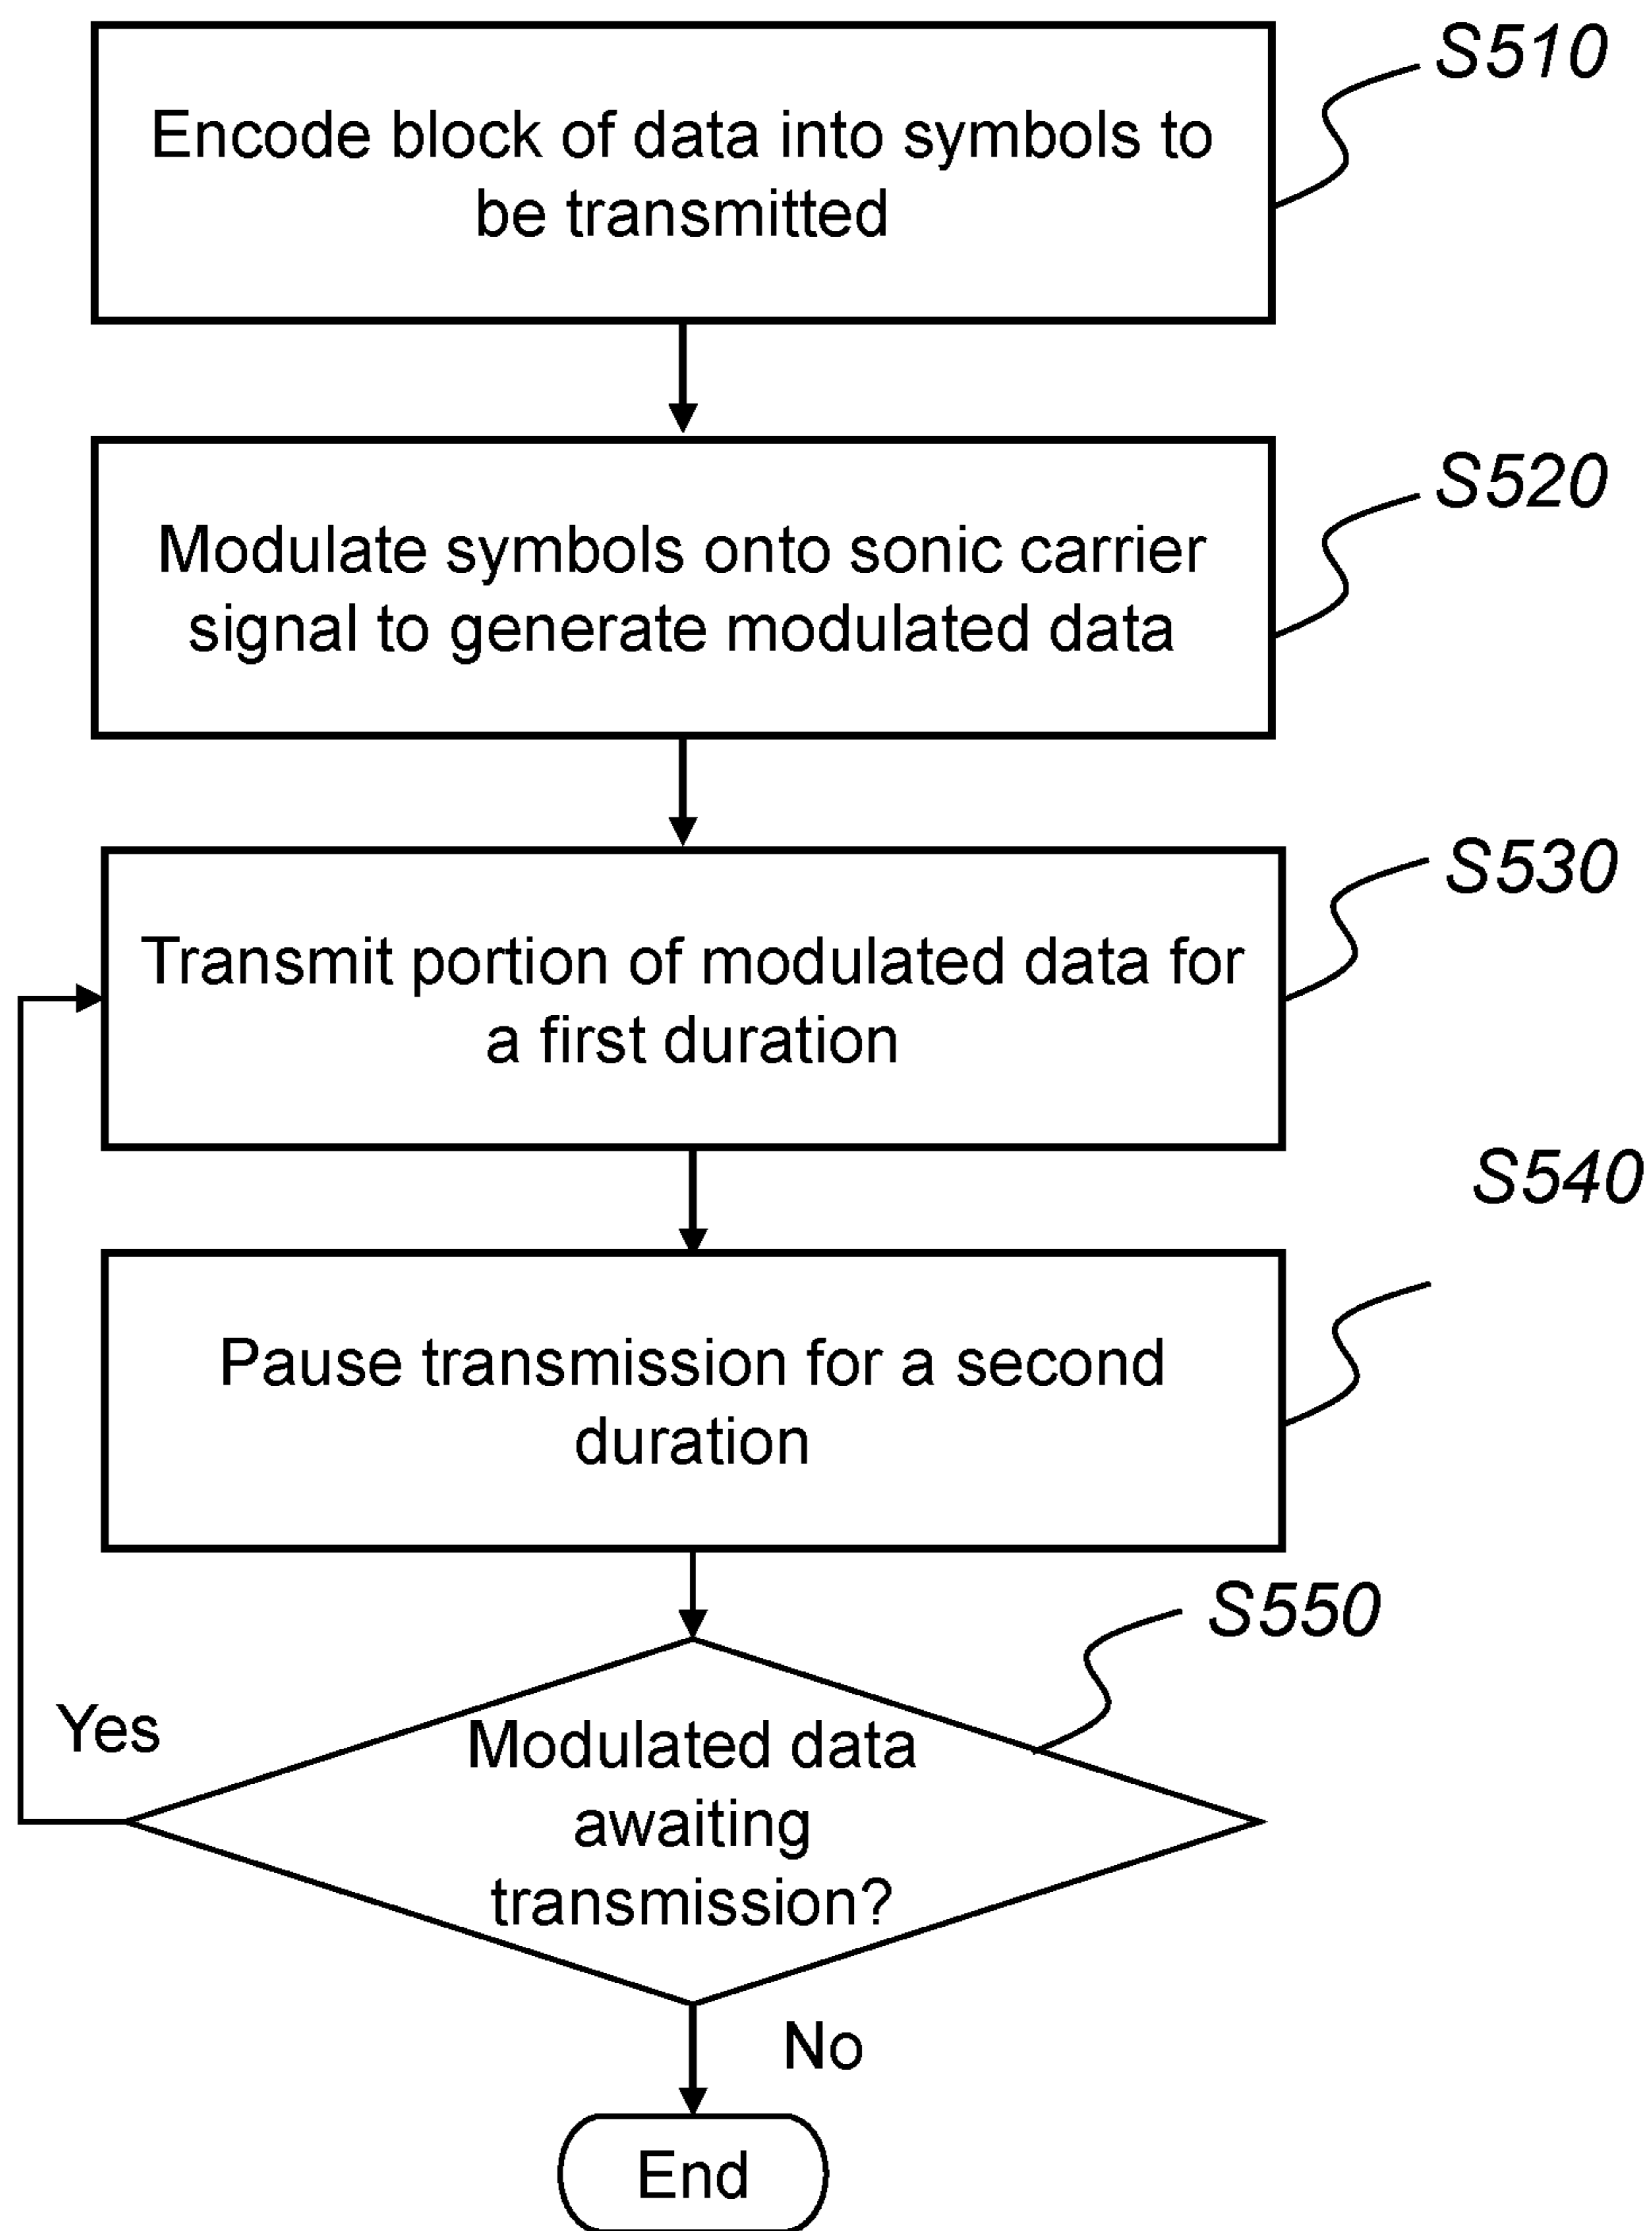 S510
Encode block of data into symbols to
be transmitted
S520
Modulate symbols onto sonic carrier
signal to generate modulated data
S530
Transmit portion of modulated data for
a first duration
S540
Pause transmission for a second
duration
S550
Yes
Modulated data
awaiting
transmission?
No
End